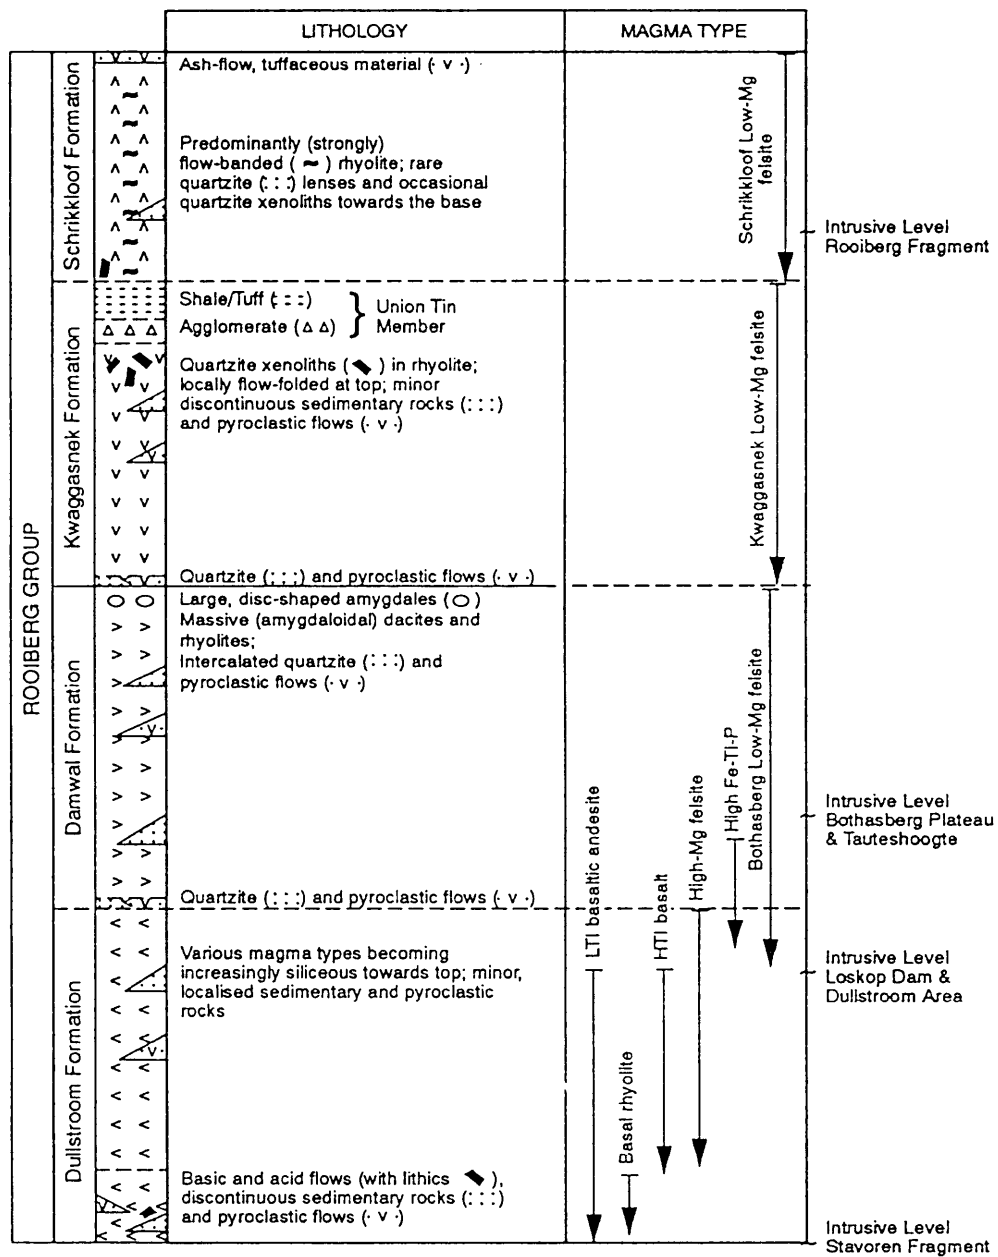 LITHOLOGY
MAGMA TYPE
ROOIBERG GROUP
Schrikkloof Formation
Ash-flow, tuffaceous material (· v ·)
Predominantly (strongly)
flow-banded ( ~ ) rhyolite; rare
quartzite (: : :) lenses and occasional
quartzite xenoliths towards the base
Schrikkloof Low-Mg
felsite
Intrusive Level
Rooiberg Fragment
Kwaggasnek Formation
Shale/Tuff (: : :)
Agglomerate (△ △)
Union Tin
Member
Quartzite xenoliths ( ) in rhyolite;
locally flow-folded at top; minor
discontinuous sedimentary rocks (: : :)
and pyroclastic flows (· v ·)
Quartzite (: : :) and pyroclastic flows (· v ·)
Kwaggasnek Low-Mg felsite
Damwal Formation
Large, disc-shaped amygdales (O)
Massive (amygdaloidal) dacites and
rhyolites;
Intercalated quartzite (: : :) and
pyroclastic flows (· v ·)
Quartzite (: : :) and pyroclastic flows (· v ·)
LTI basaltic andesite
HTI basalt
High-Mg felsite
High Fe-Ti-P
Bothasberg Low-Mg felsite
Intrusive Level
Bothasberg Plateau
& Tauteshoogte
Dullstroom Formation
Various magma types becoming
increasingly siliceous towards top; minor,
localised sedimentary and pyroclastic
rocks
Basal rhyolite
Intrusive Level
Loskop Dam &
Dullstroom Area
Basic and acid flows (with lithics ),
discontinuous sedimentary rocks (: : :)
and pyroclastic flows (· v ·)
Intrusive Level
Stavoren Fragment